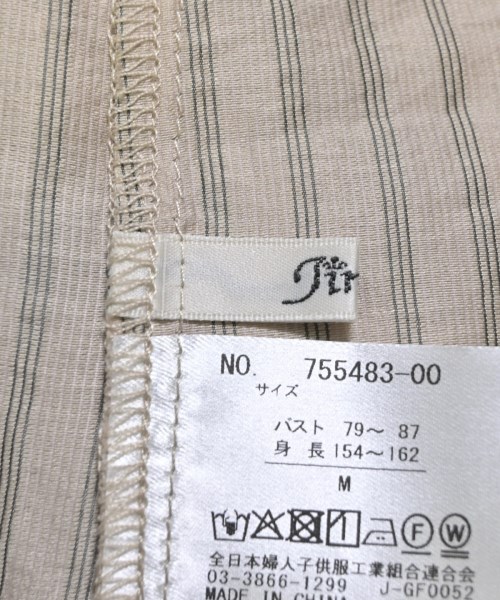 Jir
NO. 755483-00
サイズ
バスト 79～ 87
身 長 154～162
M
F W
全日本婦人子供服工業組合連合会
03-3866-1299 J-GF0052
MADE IN CHINA